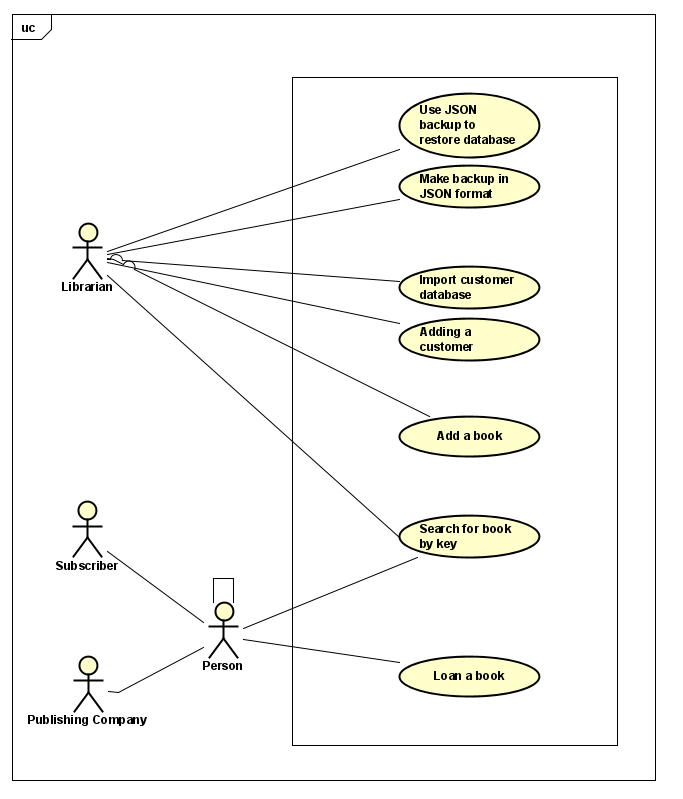 uc
Use JSON
backup to
restore database
Make backup in
JSON format
Librarian
Import customer
database
Adding a
customer
Add a book
Search for book
by key
Subscriber
Person
Loan a book
Publishing Company